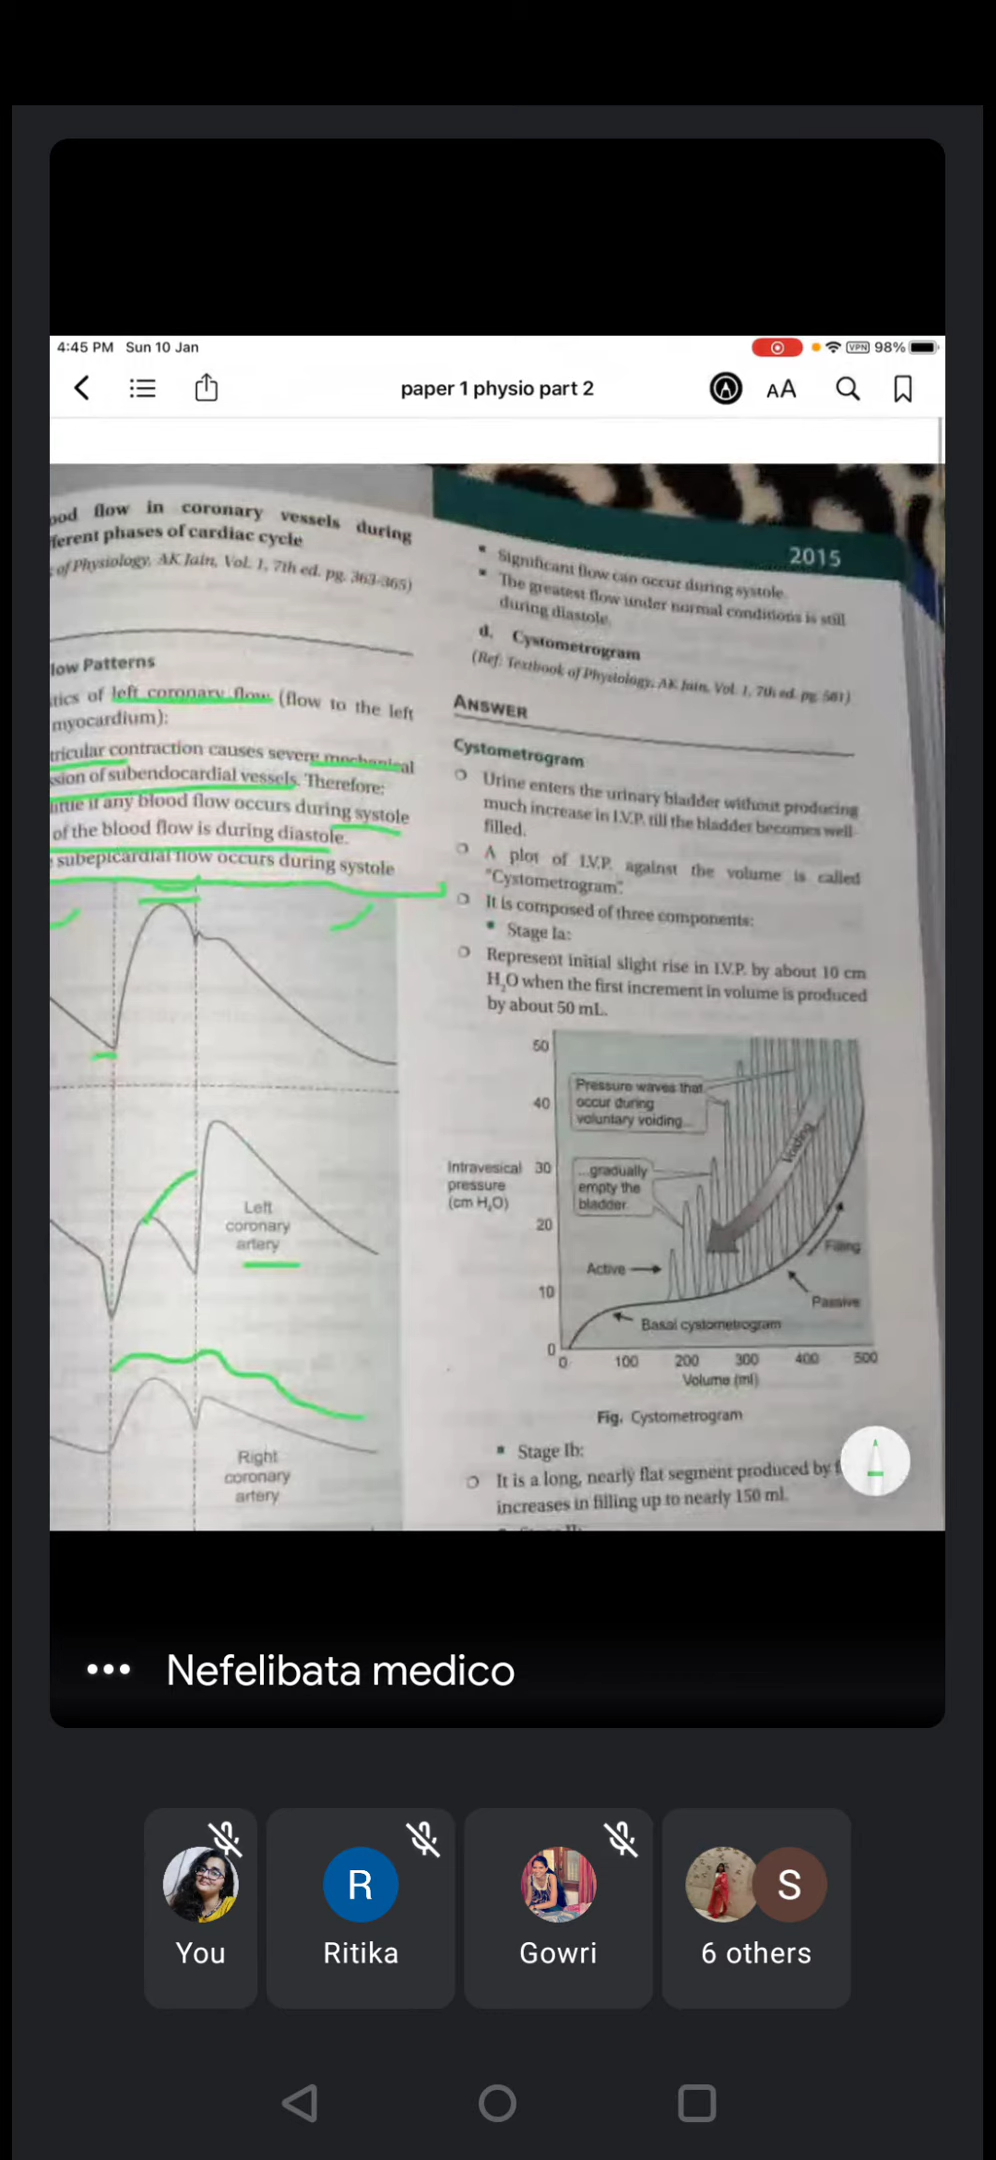 4:45 PM Sun 10 Jan
VPN 98%
paper 1 physio part 2
AA
flow in coronary vessels during
phases of cardiac cycle
of Physiology, AK Jain, Vol. 1, 7th ed. pg. 363-365)
Patterns
of left coronary flow (flow to the left
myocardium):
contraction causes severe mechanical
of subendocardial vessels. Therefore:
if any blood flow occurs during systole
of the blood flow is during diastole.
subepicardial flow occurs during systole
Left
coronary
artery
Right
coronary
artery
2015
▪ Significant flow can occur during systole.
▪ The greatest flow under normal conditions is still
during diastole.
d. Cystometrogram
(Ref: Textbook of Physiology, AK Jain, Vol. 1, 7th ed. pg. 581)
ANSWER
Cystometrogram
Urine enters the urinary bladder without producing
much increase in I.V.P. till the bladder becomes well
filled.
A plot of I.V.P. against the volume is called
"Cystometrogram".
It is composed of three components:
▪ Stage Ia:
Represent initial slight rise in I.V.P. by about 10 cm
H₂O when the first increment in volume is produced
by about 50 mL.
50
40
30
20
10
0
Intravesical
pressure
(cm H₂O)
Pressure waves that
occur during
voluntary voiding...
...gradually
empty the
bladder
Voiding
Active
Filling
Passive
Basal cystometrogram
0 100 200 300 400 500
Volume (ml)
Fig. Cystometrogram
▪ Stage Ib:
It is a long, nearly flat segment produced by
increases in filling up to nearly 150 ml.
Nefelibata medico
R
S
You
Ritika
Gowri
6 others